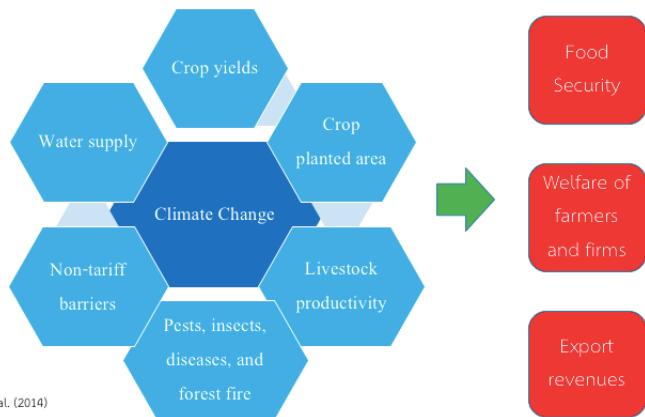 Crop yields
Water supply
Crop
planted area
Climate Change
Non-tariff
barriers
Livestock
productivity
Pests, insects,
diseases, and
forest fire
Food
Security
Welfare of
farmers
and firms
Export
revenues
al. (2014)